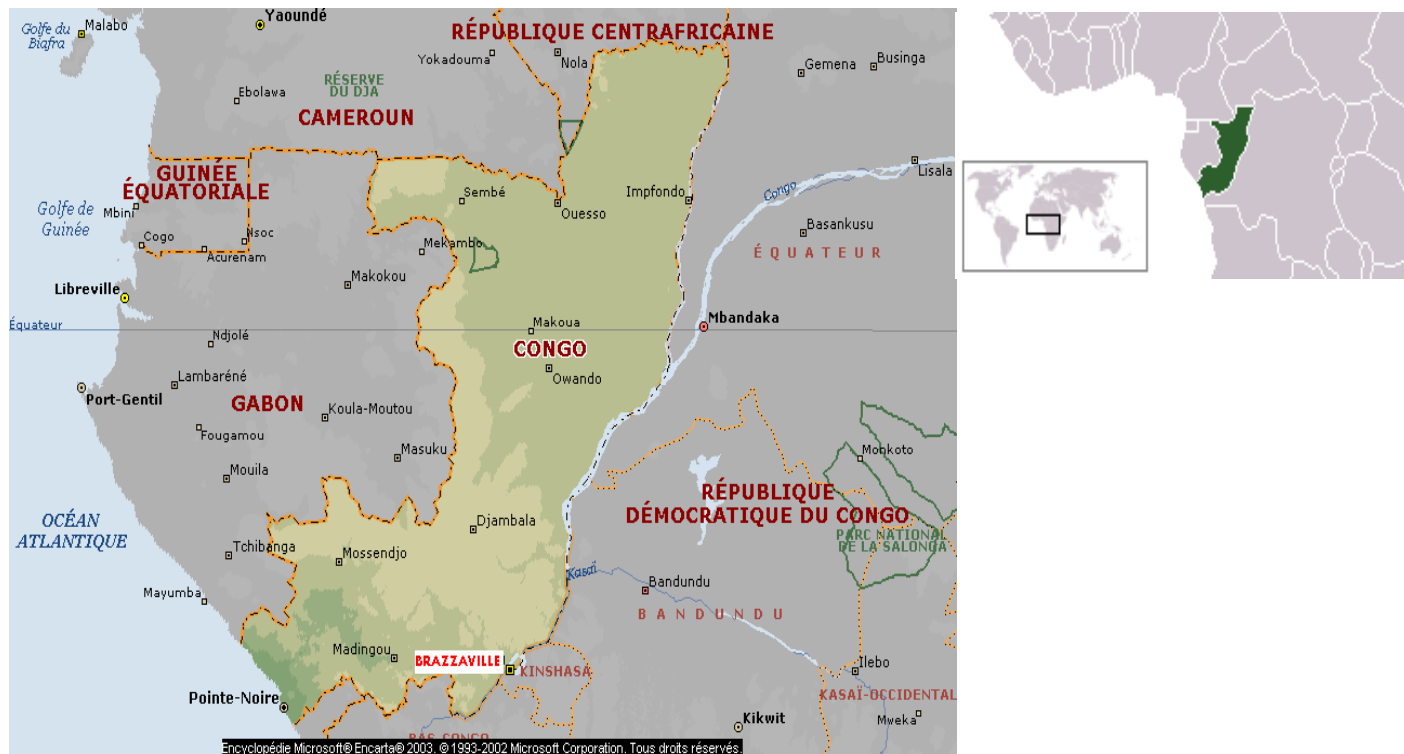 Golfe du
Biafra
Malabo
Yaoundé
RÉPUBLIQUE CENTRAFRICAINE
Yokadouma
Nola
Gemena
Businga
RÉSERVE
DU DJA
Ebolawa
CAMEROUN
GUINÉE
ÉQUATORIALE
Mbini
Golfe de
Guinée
Cogo
Nsoc
Acurenam
Sembé
Ouesso
Impfondo
Congo
Lisala
Mekambo
Basankusu
ÉQUATEUR
Makokou
Libreville
Équateur
Ndjolé
Makoua
Mbandaka
CONGO
Owando
Lambaréné
Port-Gentil
GABON
Koula-Moutou
Fougamou
Masuku
Mouila
Monkoto
RÉPUBLIQUE
DÉMOCRATIQUE DU CONGO
PARC NATIONAL
DE LA SALONGA
OCÉAN
ATLANTIQUE
Djambala
Tchibanga
Mossendjo
Kasaï
Bandundu
Mayumba
BANDUNDU
Madingou
BRAZZAVILLE
KINSHASA
Ilebo
KASAÏ-OCCIDENTAL
Pointe-Noire
Mweka
Kikwit
BAS-CONGO
Encyclopédie Microsoft® Encarta® 2003. © 1993-2002 Microsoft Corporation. Tous droits réservés.